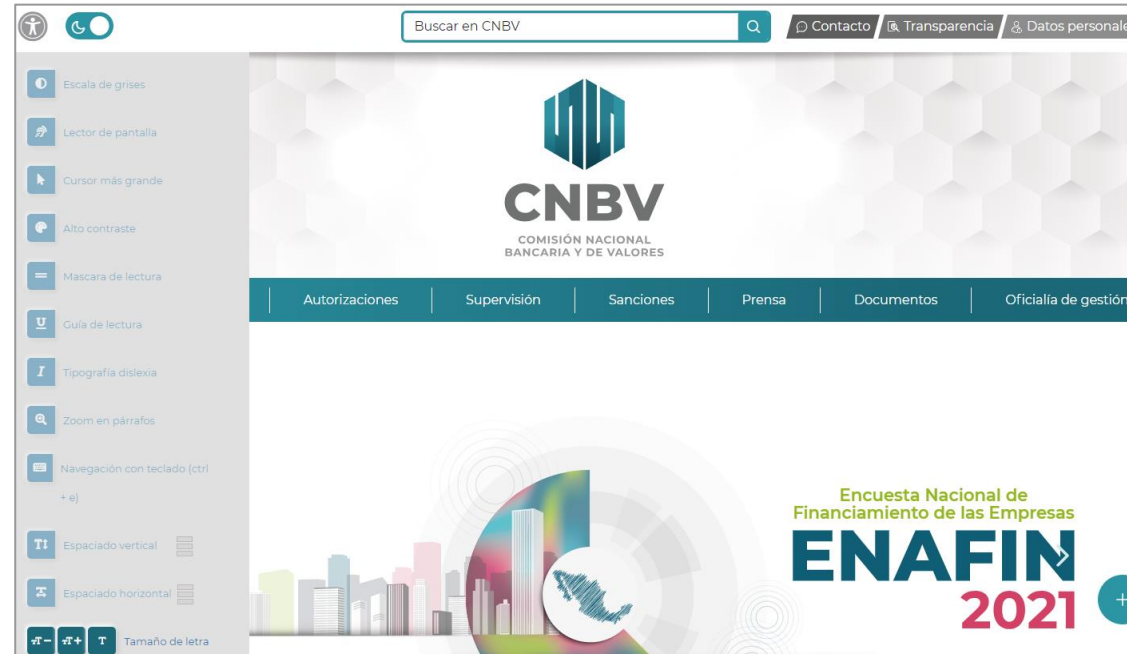 Buscar en CNBV
Contacto
Transparencia
Datos personale
Escala de grises
Lector de pantalla
Cursor más grande
Alto contraste
Mascara de lectura
Guía de lectura
Tipografía dislexia
Zoom en párrafos
Navegación con teclado (ctrl
+ e)
Espaciado vertical
Espaciado horizontal
Tamaño de letra
CNBV
COMISIÓN NACIONAL
BANCARIA Y DE VALORES
Autorizaciones
Supervisión
Sanciones
Prensa
Documentos
Oficialía de gestión
Encuesta Nacional de
Financiamiento de las Empresas
ENAFIN
2021